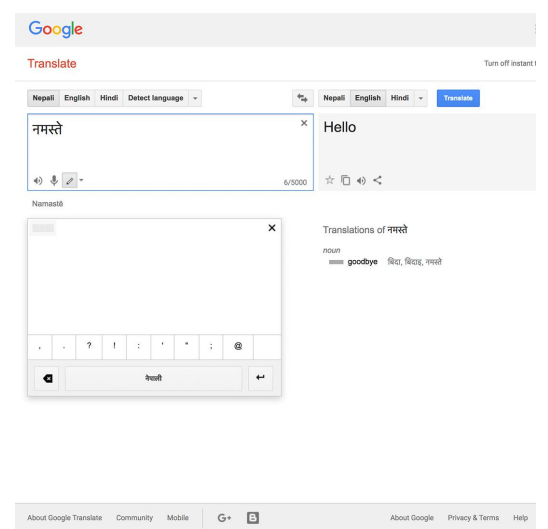 Google
Translate
Turn off instant t
Nepali English Hindi Detect language
Nepali English Hindi Translate
नमस्ते
Hello
6/5000
Namastē
Translations of नमस्ते
noun
goodbye बिदा, बिदाइ, नमस्ते
, . ? ! : ' " ; @
नेपाली
About Google Translate Community Mobile G+ B About Google Privacy & Terms Help